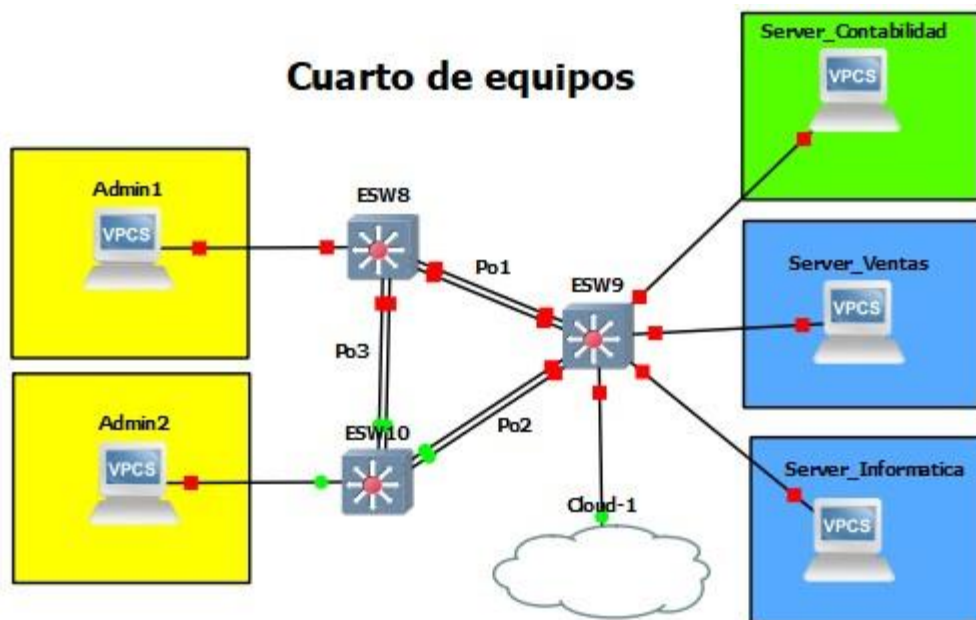 Server_Contabilidad
VPCS
Cuarto de equipos
Admin1
VPCS
ESW8
Po1
ESW9
Server_Ventas
VPCS
Po3
Admin2
VPCS
ESW10
Po2
Cloud-1
Server_Informatica
VPCS